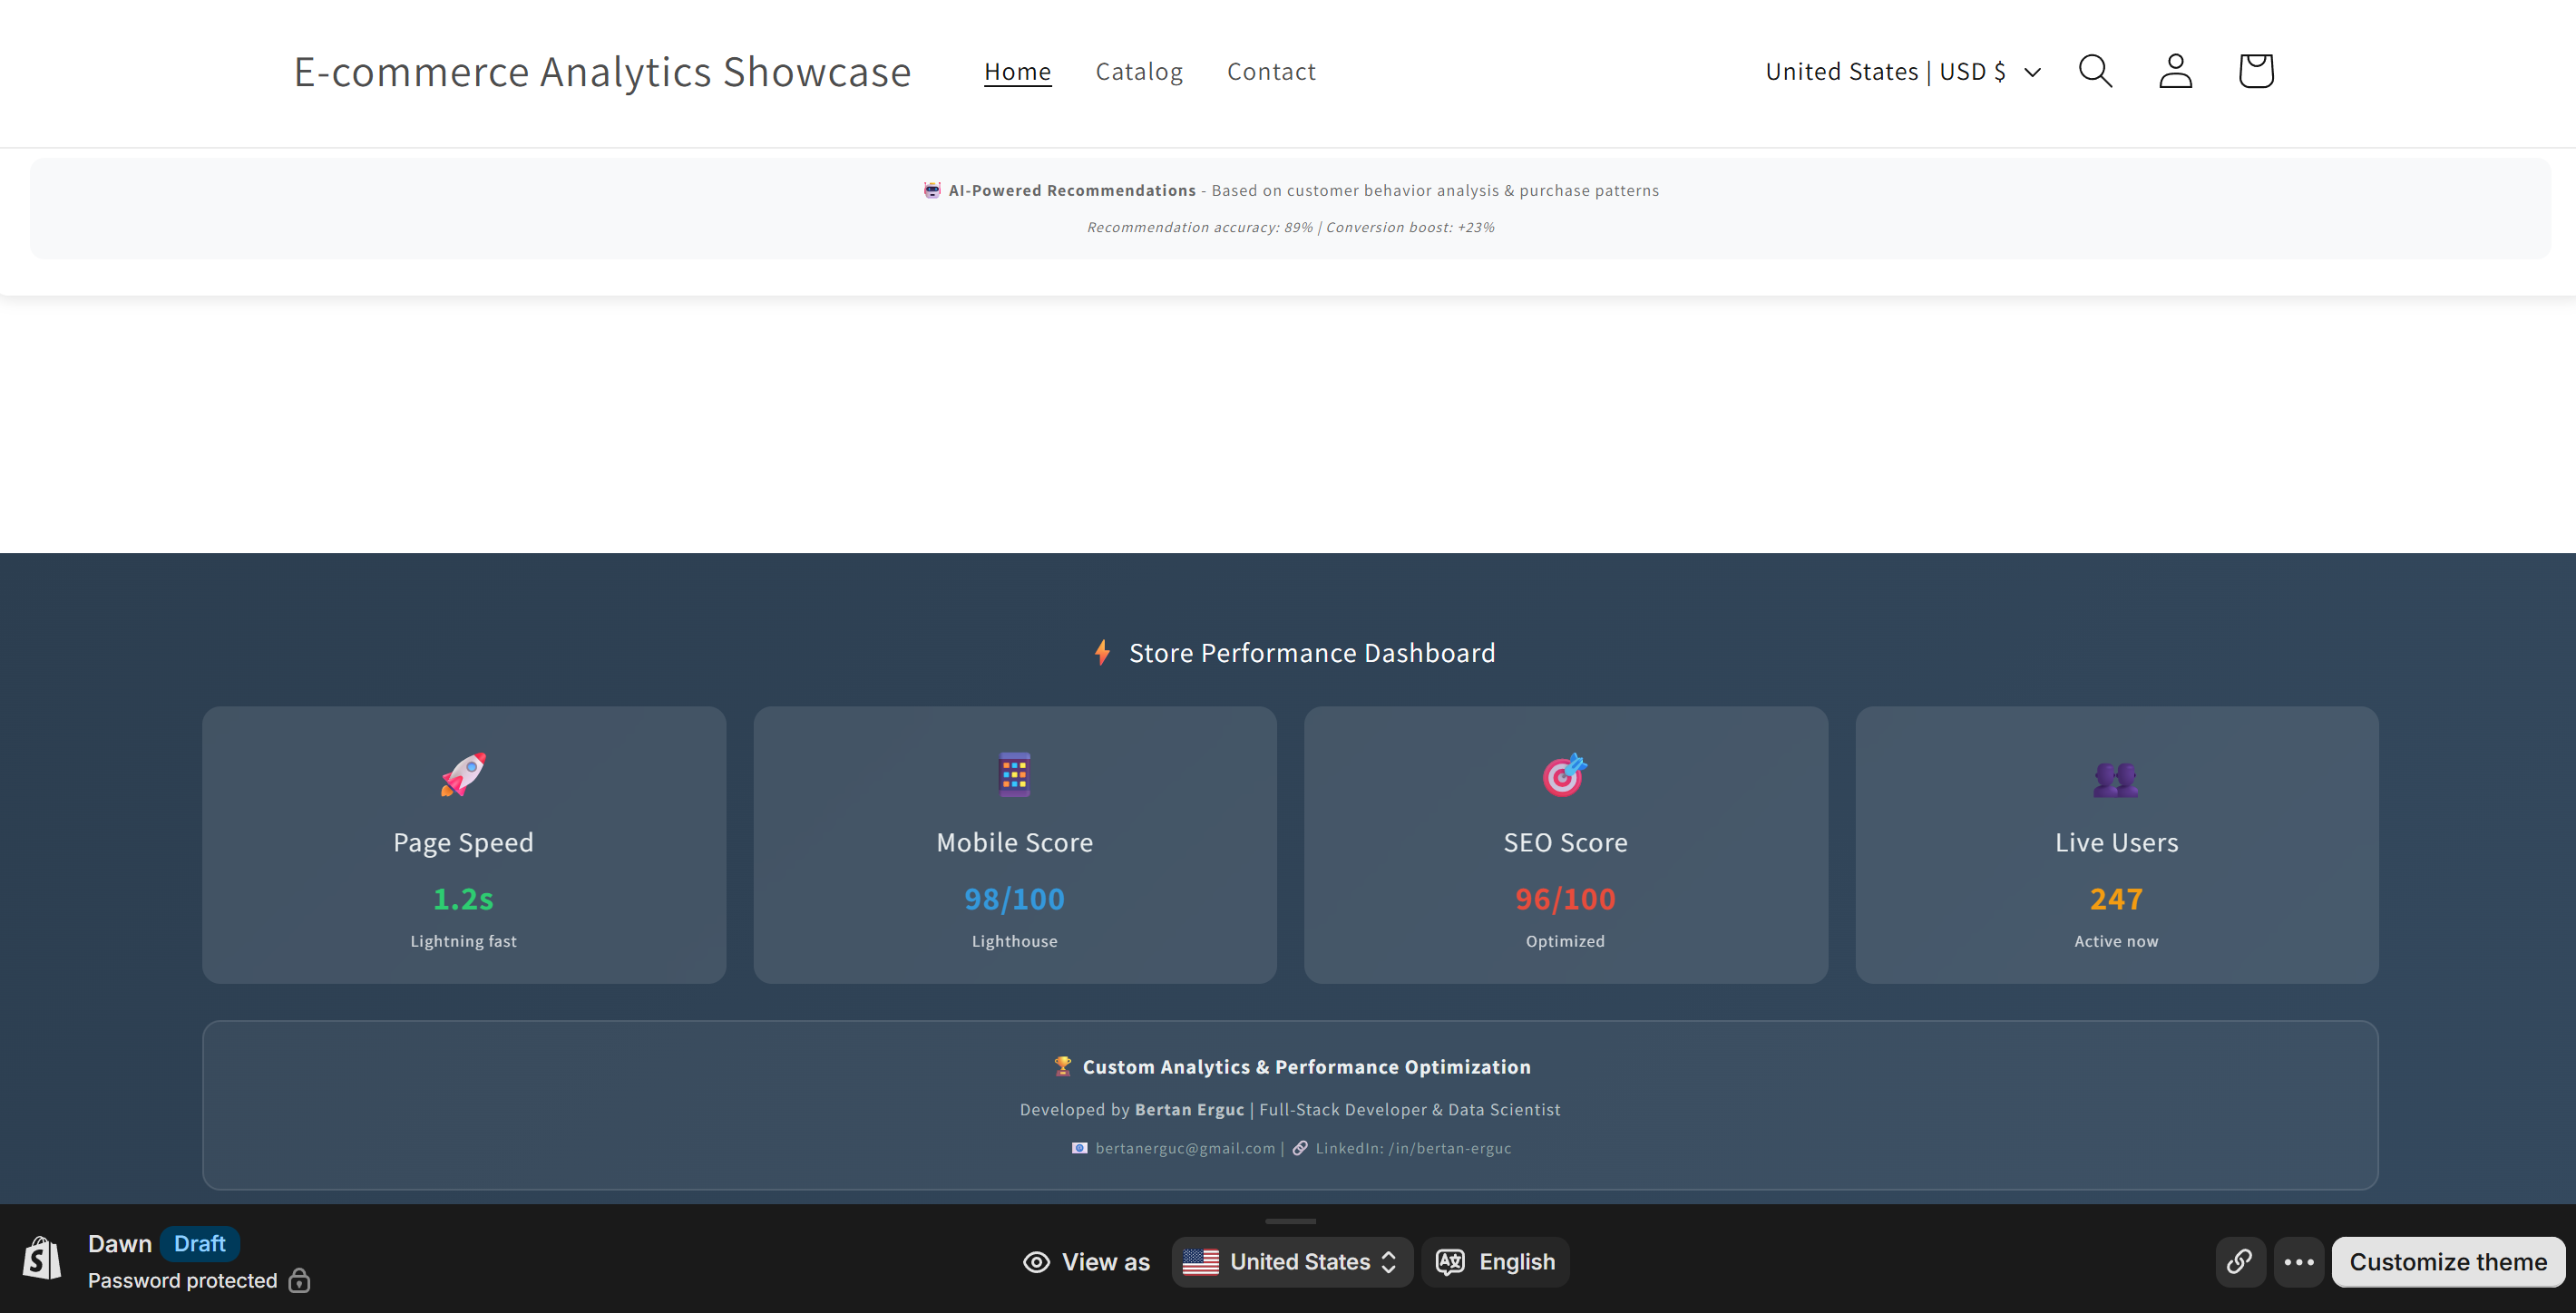 E-commerce Analytics Showcase Home Catalog Contact United States | USD $
🤖 AI-Powered Recommendations - Based on customer behavior analysis & purchase patterns
Recommendation accuracy: 89% | Conversion boost: +23%
⚡ Store Performance Dashboard
Page Speed
1.2s
Lightning fast
Mobile Score
98/100
Lighthouse
SEO Score
96/100
Optimized
Live Users
247
Active now
🏆 Custom Analytics & Performance Optimization
Developed by Bertan Erguc | Full-Stack Developer & Data Scientist
📧 bertanerguc@gmail.com | 🔗 LinkedIn: /in/bertan-erguc
Dawn Draft
Password protected
View as United States English
Customize theme